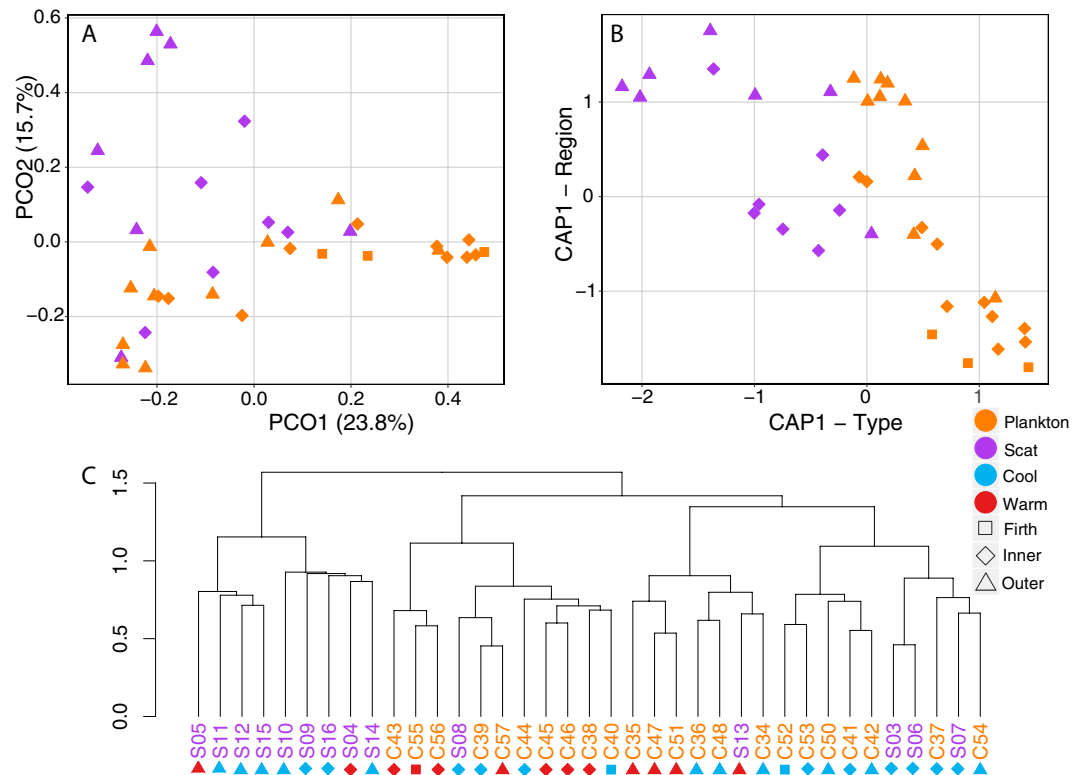 A
0.6
0.4
0.2
0.0
−0.2
PCO2 (15.7%)
−0.2 0.0 0.2 0.4
PCO1 (23.8%)
B
1
0
−1
CAP1 − Region
−2 −1 0 1
CAP1 − Type
Plankton
Scat
Cool
Warm
Firth
Inner
Outer
C
1.5
1.0
0.5
0.0
S05 S11 S12 S15 S10 S09 S16 S04 S14 C43 C55 C56 S08 C39 C57 C44 C45 C46 C38 C40 C35 C47 C51 C36 C48 S13 C34 C52 C53 C50 C41 C42 S03 S06 C37 S07 C54